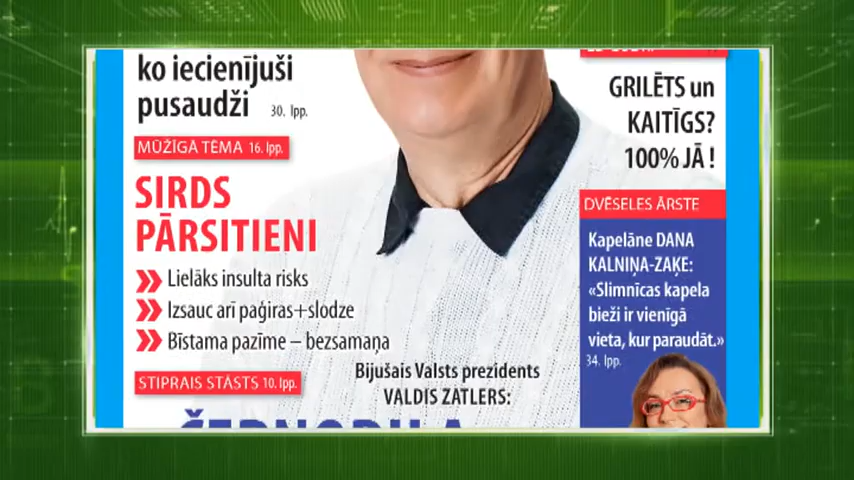 ko iecienījuši
pusaudži 30. lpp.
MŪŽĪGĀ TĒMA 16. lpp.
SIRDS
PĀRSITIENI
Lielāks insulta risks
Izsauc arī paģiras+slodze
Bīstama pazīme – bezsamaņa
STIPRAIS STĀSTS 10. lpp.
Bijušais Valsts prezidents
VALDIS ZATLERS:
GRILĒTS un
KAITĪGS?
100% JĀ !
DVĒSELES ĀRSTE
Kapelāne DANA
KALNIŅA-ZAĶE:
«Slimnīcas kapela
bieži ir vienīgā
vieta, kur paraudāt.»
34. lpp.